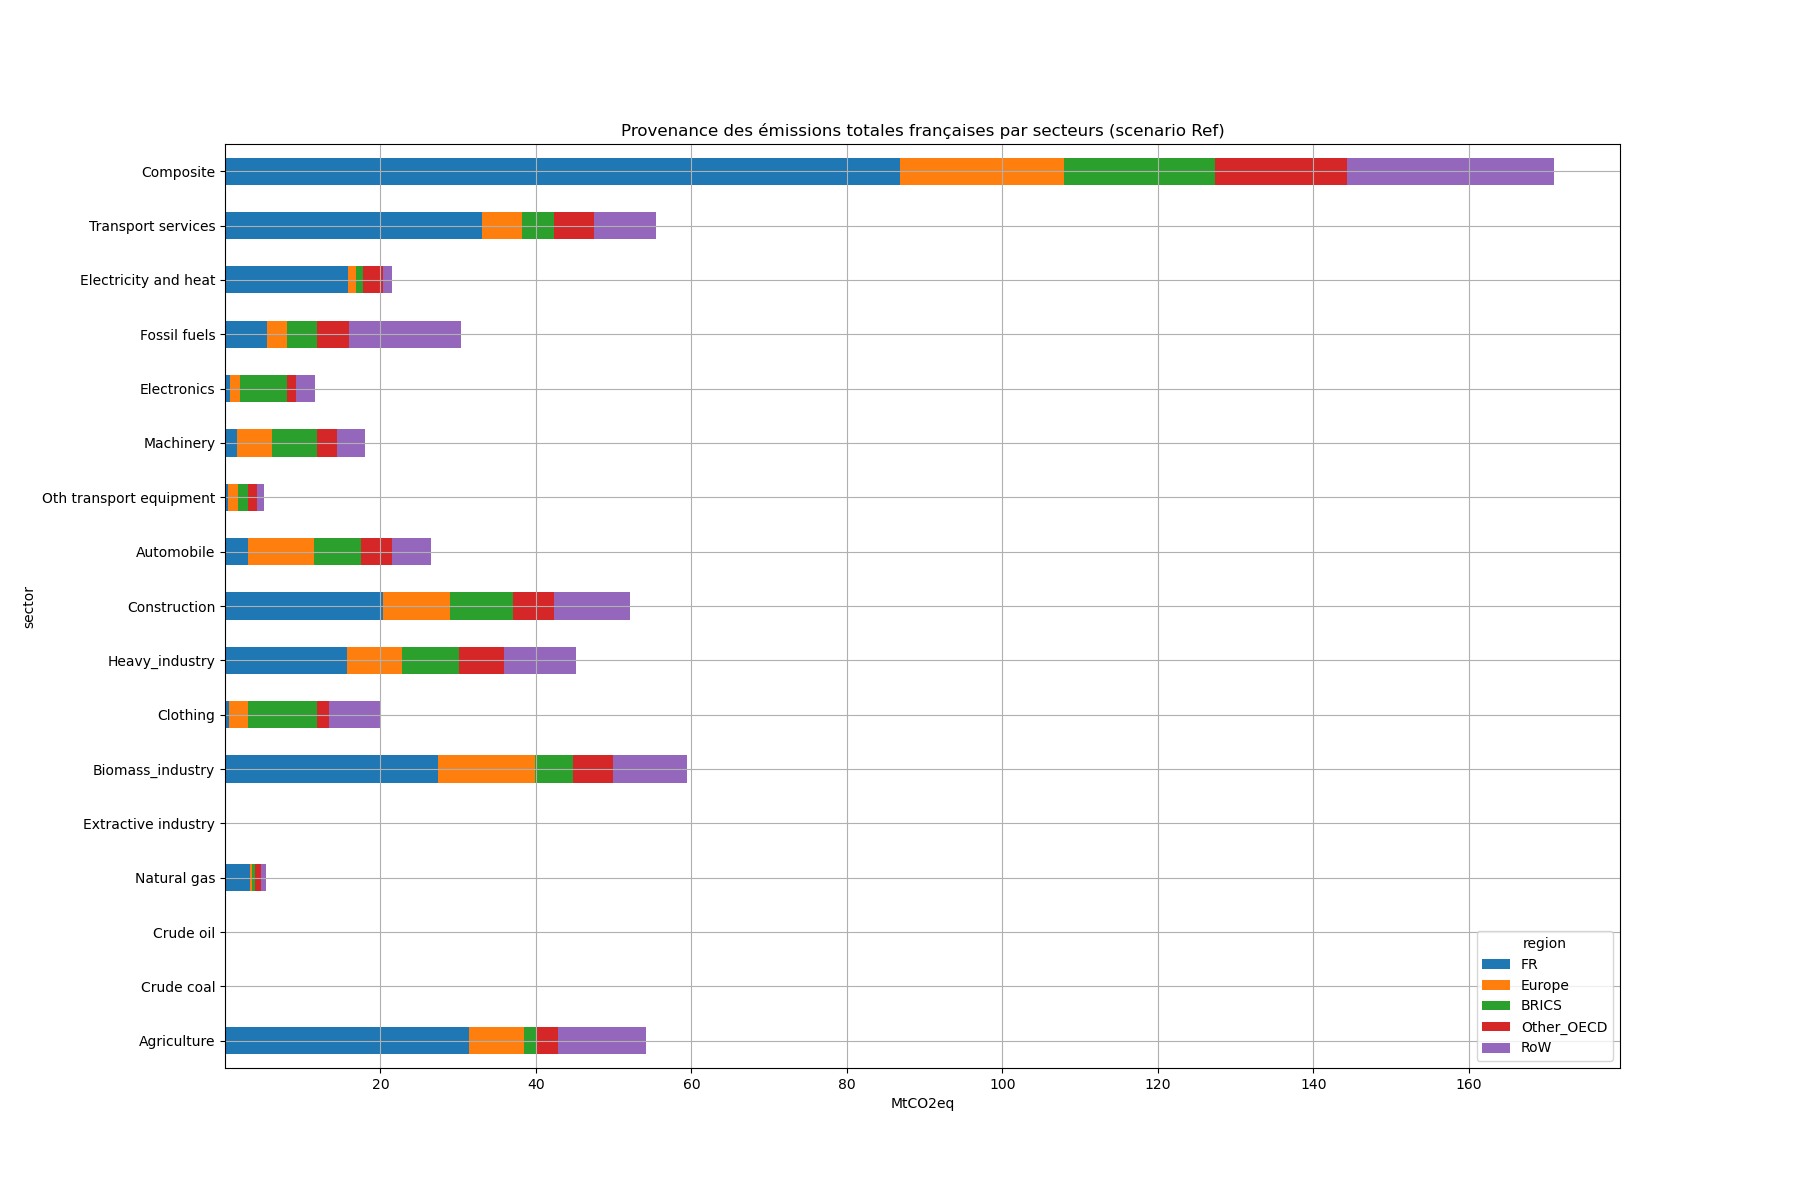 Provenance des émissions totales françaises par secteurs (scenario Ref)
sector
Composite
Transport services
Electricity and heat
Fossil fuels
Electronics
Machinery
Oth transport equipment
Automobile
Construction
Heavy_industry
Clothing
Biomass_industry
Extractive industry
Natural gas
Crude oil
Crude coal
Agriculture
20 40 60 80 100 120 140 160
MtCO2eq
region
FR
Europe
BRICS
Other_OECD
RoW